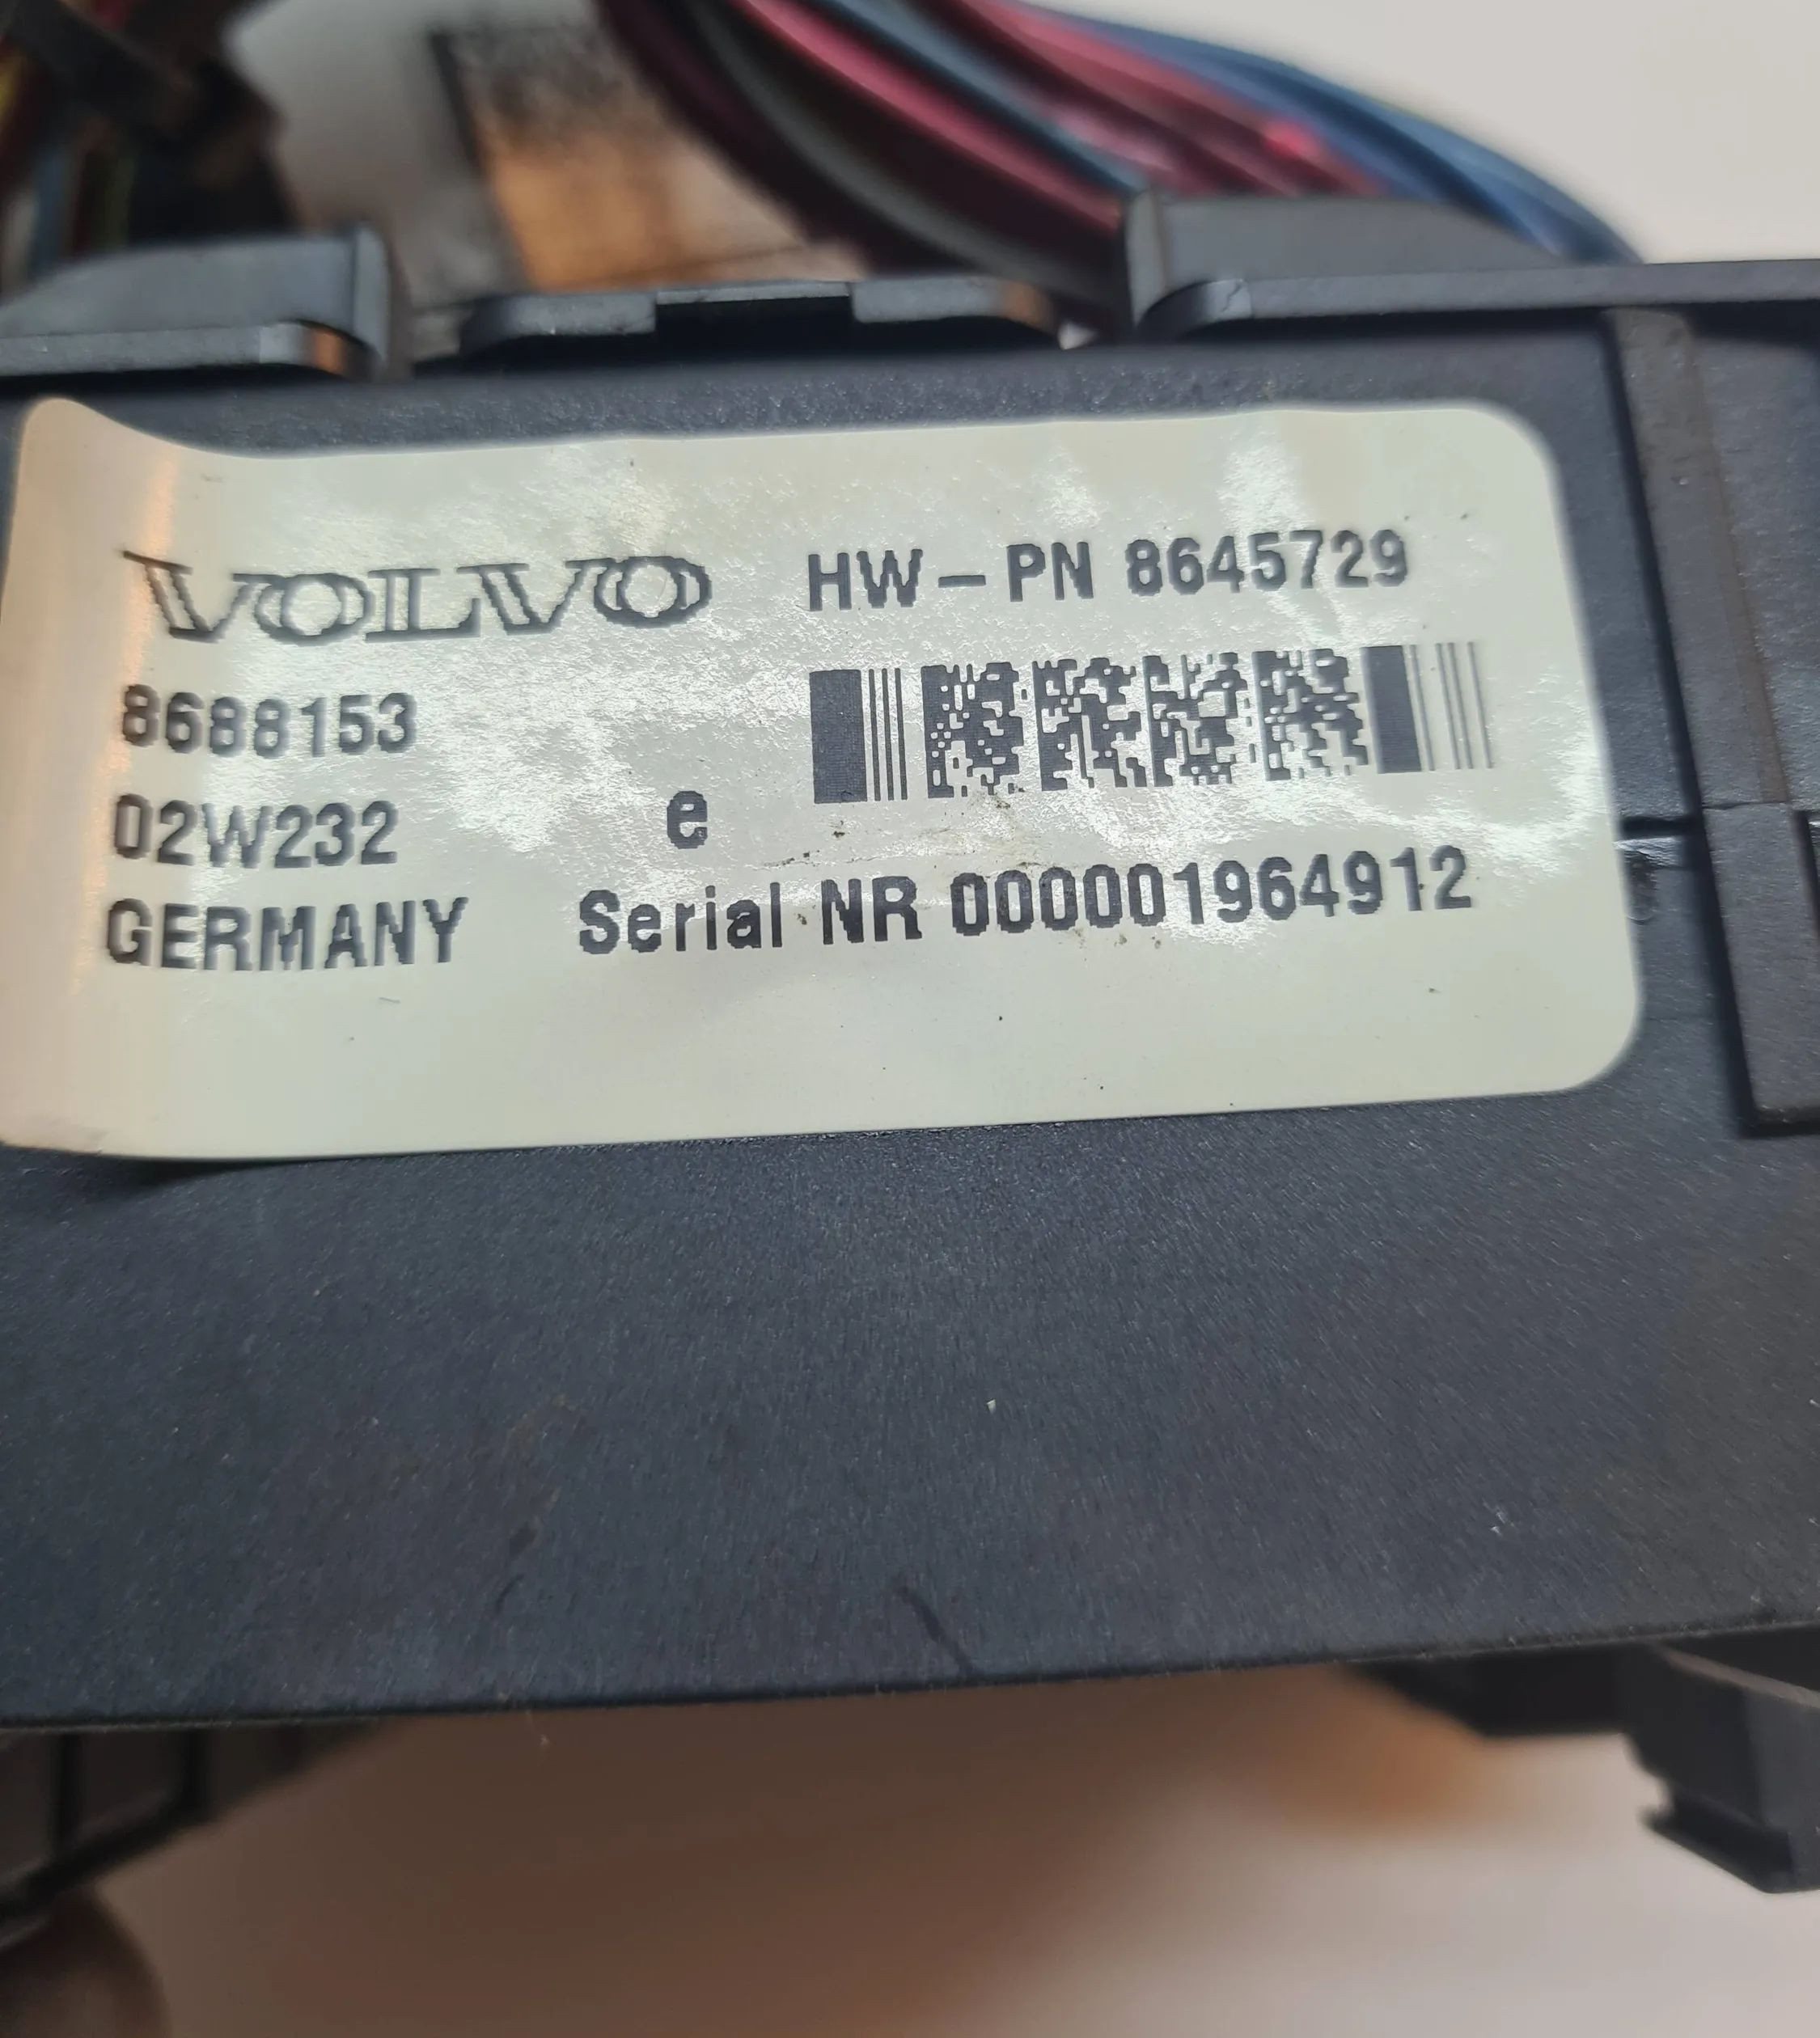 VOLVO HW-PN 8645729
8688153
02W232 e
GERMANY Serial NR 000001964912